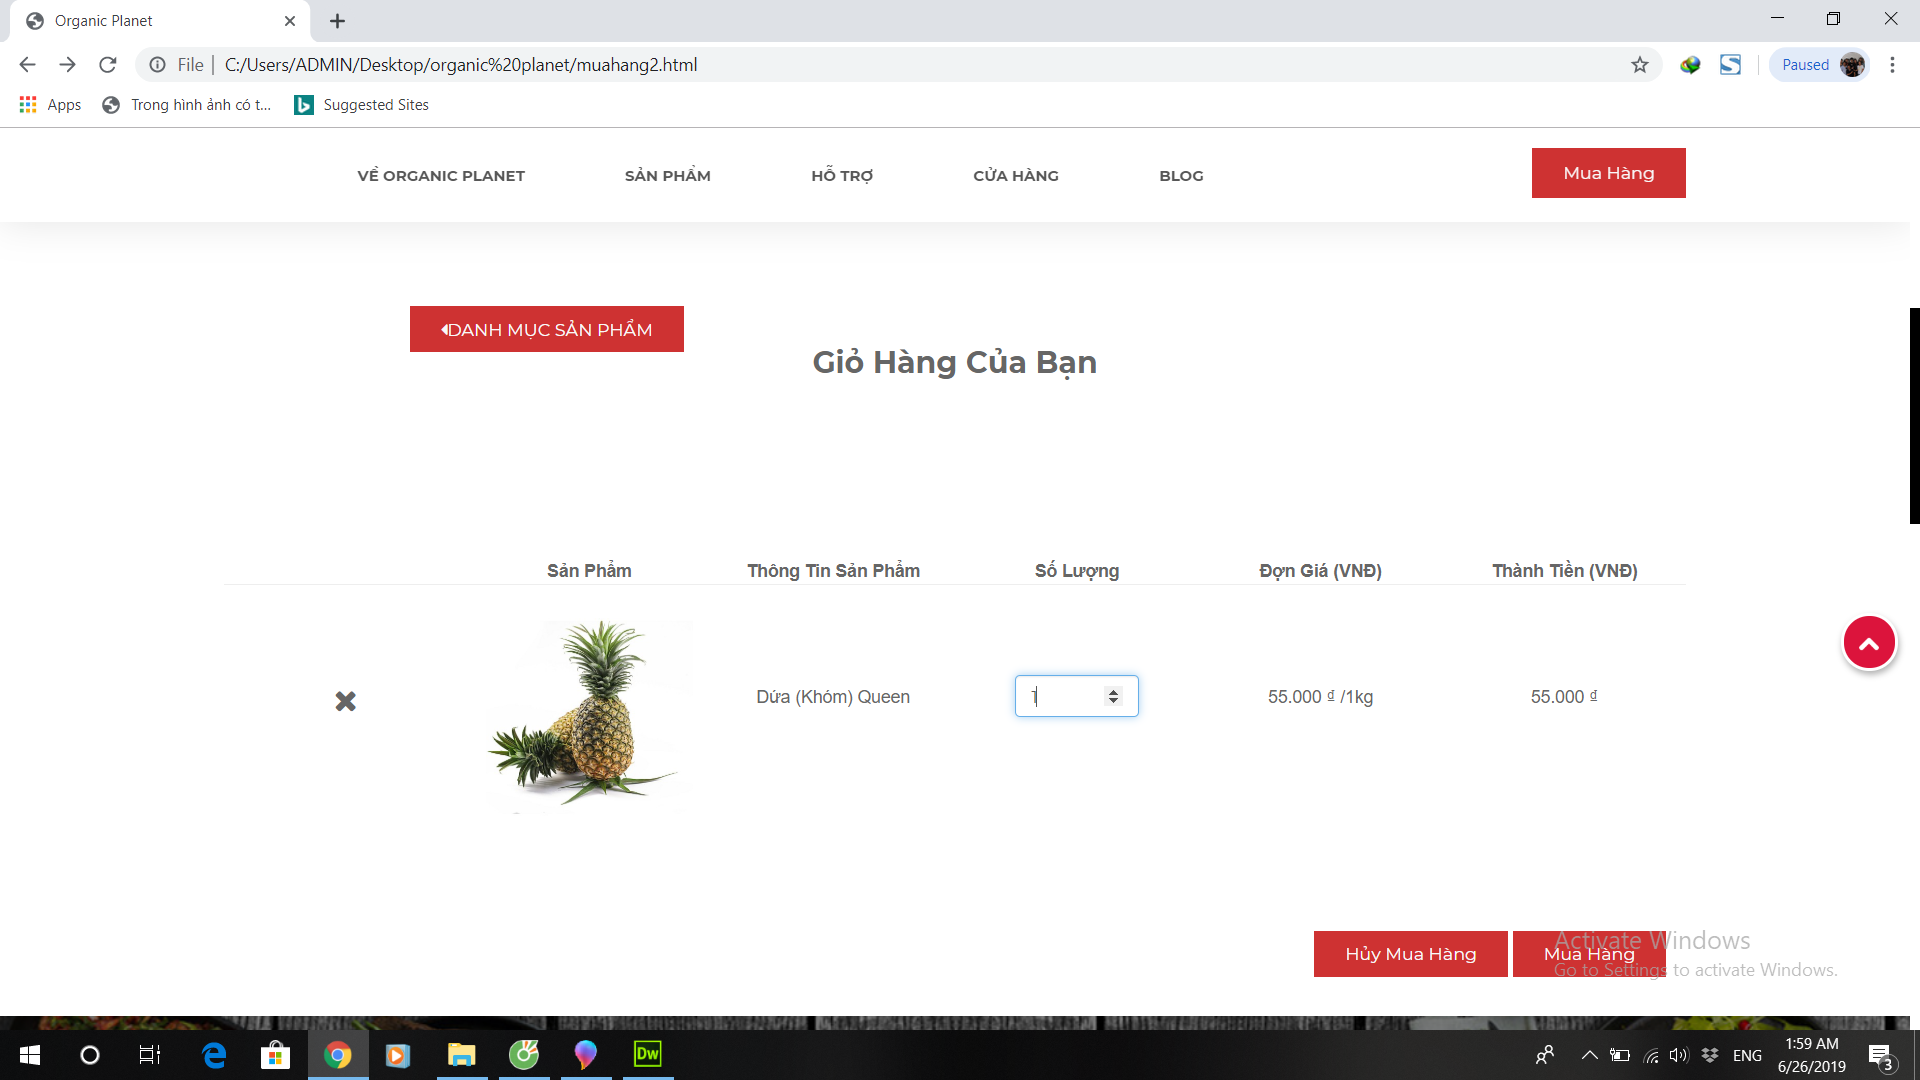 Organic Planet
File | C:/Users/ADMIN/Desktop/organic%20planet/muahang2.html
Paused
Apps
Trong hình ảnh có t...
Suggested Sites
VỀ ORGANIC PLANET
SẢN PHẨM
HỖ TRỢ
CỬA HÀNG
BLOG
Mua Hàng
DANH MỤC SẢN PHẨM
Giỏ Hàng Của Bạn
Sản Phẩm
Thông Tin Sản Phẩm
Số Lượng
Đợn Giá (VNĐ)
Thành Tiền (VNĐ)
Dứa (Khóm) Queen
1
55.000 ₫ /1kg
55.000 ₫
Hủy Mua Hàng
Mua Hàng
Activate Windows
Go to Settings to activate Windows.
Dw
ENG
1:59 AM
6/26/2019
3